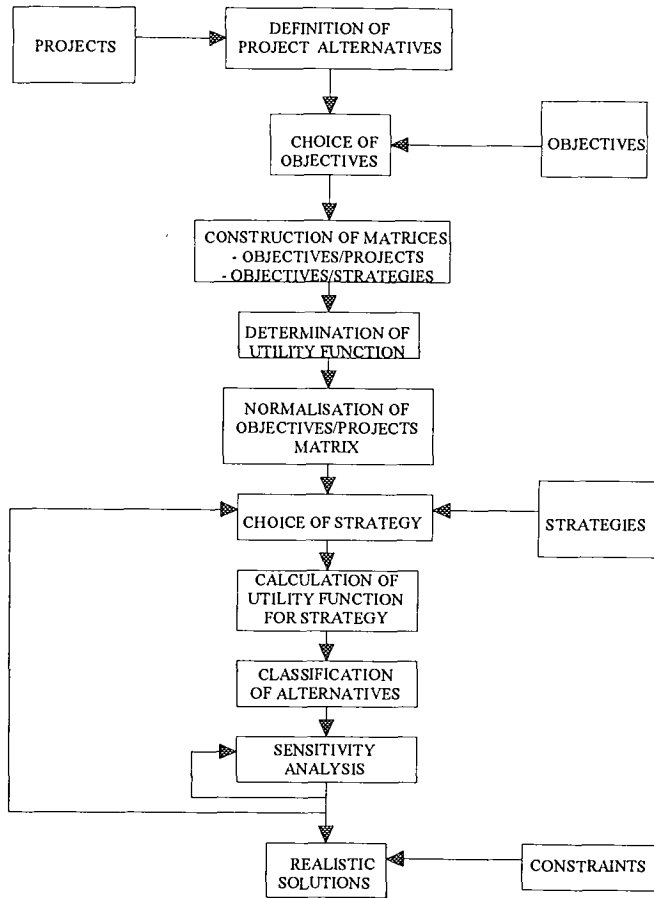 PROJECTS
DEFINITION OF
PROJECT ALTERNATIVES
CHOICE OF
OBJECTIVES
OBJECTIVES
CONSTRUCTION OF MATRICES
- OBJECTIVES/PROJECTS
- OBJECTIVES/STRATEGIES
DETERMINATION OF
UTILITY FUNCTION
NORMALISATION OF
OBJECTIVES/PROJECTS
MATRIX
CHOICE OF STRATEGY
STRATEGIES
CALCULATION OF
UTILITY FUNCTION
FOR STRATEGY
CLASSIFICATION
OF ALTERNATIVES
SENSITIVITY
ANALYSIS
REALISTIC
SOLUTIONS
CONSTRAINTS